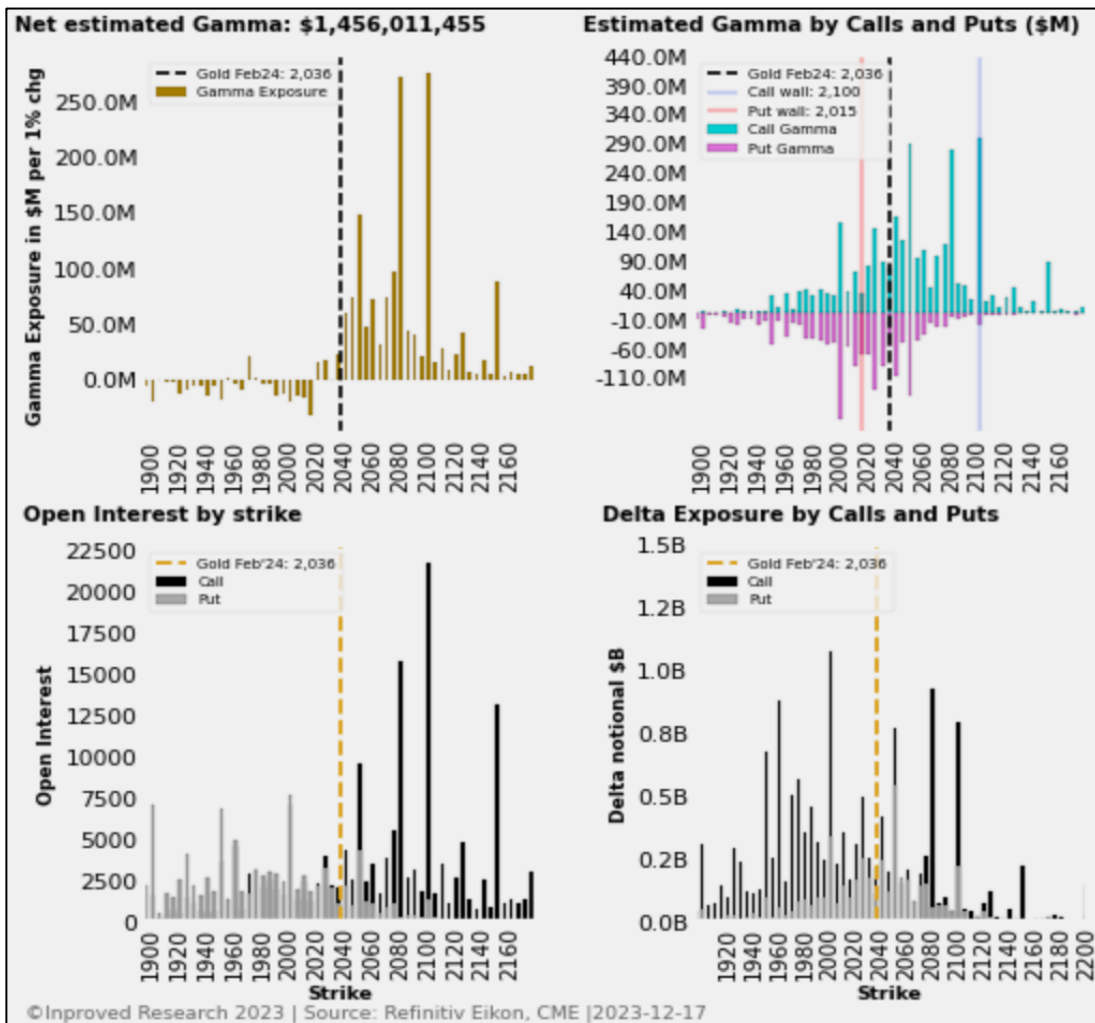 Net estimated Gamma: $1,456,011,455
Gold Feb24: 2,036
Gamma Exposure
Gamma Exposure in $M per 1% chg
250.0M
200.0M
150.0M
100.0M
50.0M
0.0M
1900
1920
1940
1960
1980
2000
2020
2040
2060
2080
2100
2120
2140
2160
Estimated Gamma by Calls and Puts ($M)
Gold Feb24: 2,036
Call wall: 2,100
Put wall: 2,015
Call Gamma
Put Gamma
440.0M
390.0M
340.0M
290.0M
240.0M
190.0M
140.0M
90.0M
40.0M
-10.0M
-60.0M
-110.0M
1900
1920
1940
1960
1980
2000
2020
2040
2060
2080
2100
2120
2140
2160
Open Interest by strike
Gold Feb'24: 2,036
Call
Put
Open Interest
22500
20000
17500
15000
12500
10000
7500
5000
2500
0
1900
1920
1940
1960
1980
2000
2020
2040
2060
2080
2100
2120
2140
2160
Strike
Delta Exposure by Calls and Puts
Gold Feb'24: 2,036
Call
Put
Delta notional $B
1.5B
1.2B
1.0B
0.8B
0.5B
0.2B
0.0B
1920
1940
1960
1980
2000
2020
2040
2060
2080
2100
2120
2140
2160
2180
2200
Strike
©Inproved Research 2023 | Source: Refinitiv Eikon, CME |2023-12-17